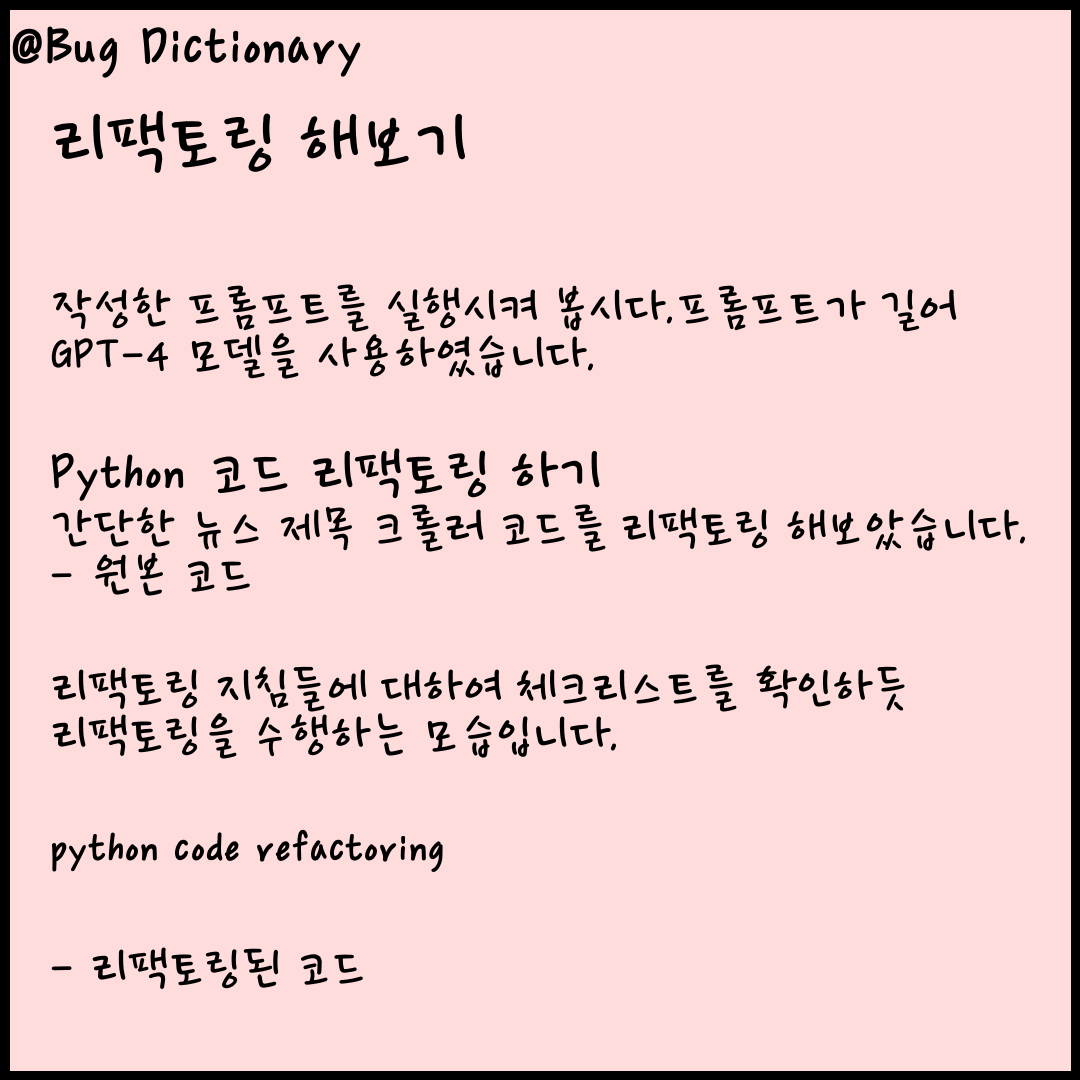 @Bug Dictionary
리팩토링 해보기
작성한 프롬프트를 실행시켜 봅시다.프롬프트가 길어
GPT-4 모델을 사용하였습니다.
Python 코드 리팩토링 하기
간단한 뉴스 제목 크롤러 코드를 리팩토링 해보았습니다.
- 원본 코드
리팩토링 지침들에 대하여 체크리스트를 확인하듯
리팩토링을 수행하는 모습입니다.
python code refactoring
- 리팩토링된 코드